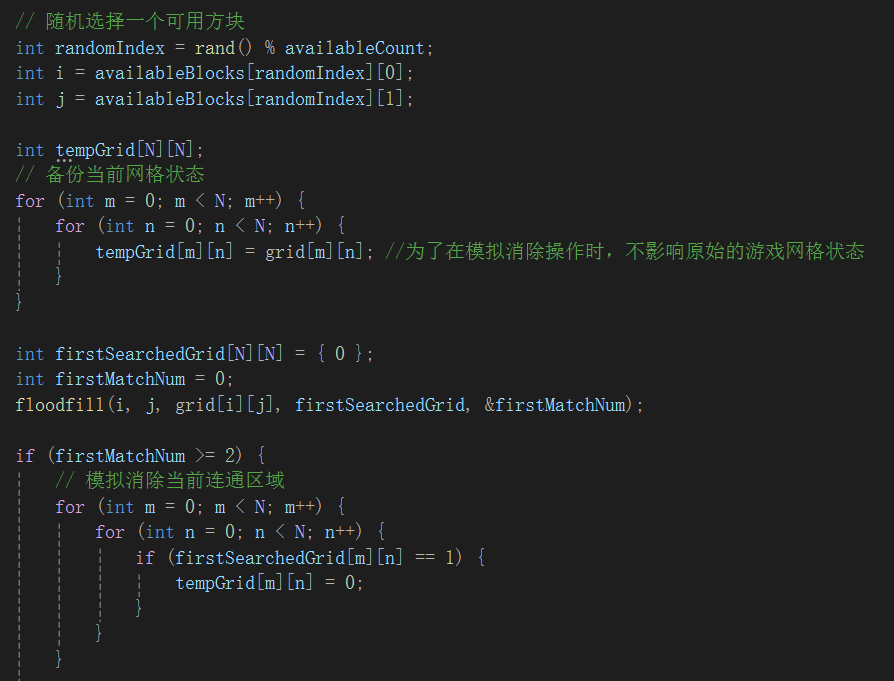 // 随机选择一个可用方块
int randomIndex = rand() % availableCount;
int i = availableBlocks[randomIndex][0];
int j = availableBlocks[randomIndex][1];
int tempGrid[N][N];
// 备份当前网格状态
for (int m = 0; m < N; m++) {
for (int n = 0; n < N; n++) {
tempGrid[m][n] = grid[m][n]; //为了在模拟消除操作时，不影响原始的游戏网格状态
}
}
int firstSearchedGrid[N][N] = { 0 };
int firstMatchNum = 0;
floodfill(i, j, grid[i][j], firstSearchedGrid, &firstMatchNum);
if (firstMatchNum >= 2) {
// 模拟消除当前连通区域
for (int m = 0; m < N; m++) {
for (int n = 0; n < N; n++) {
if (firstSearchedGrid[m][n] == 1) {
tempGrid[m][n] = 0;
}
}
}